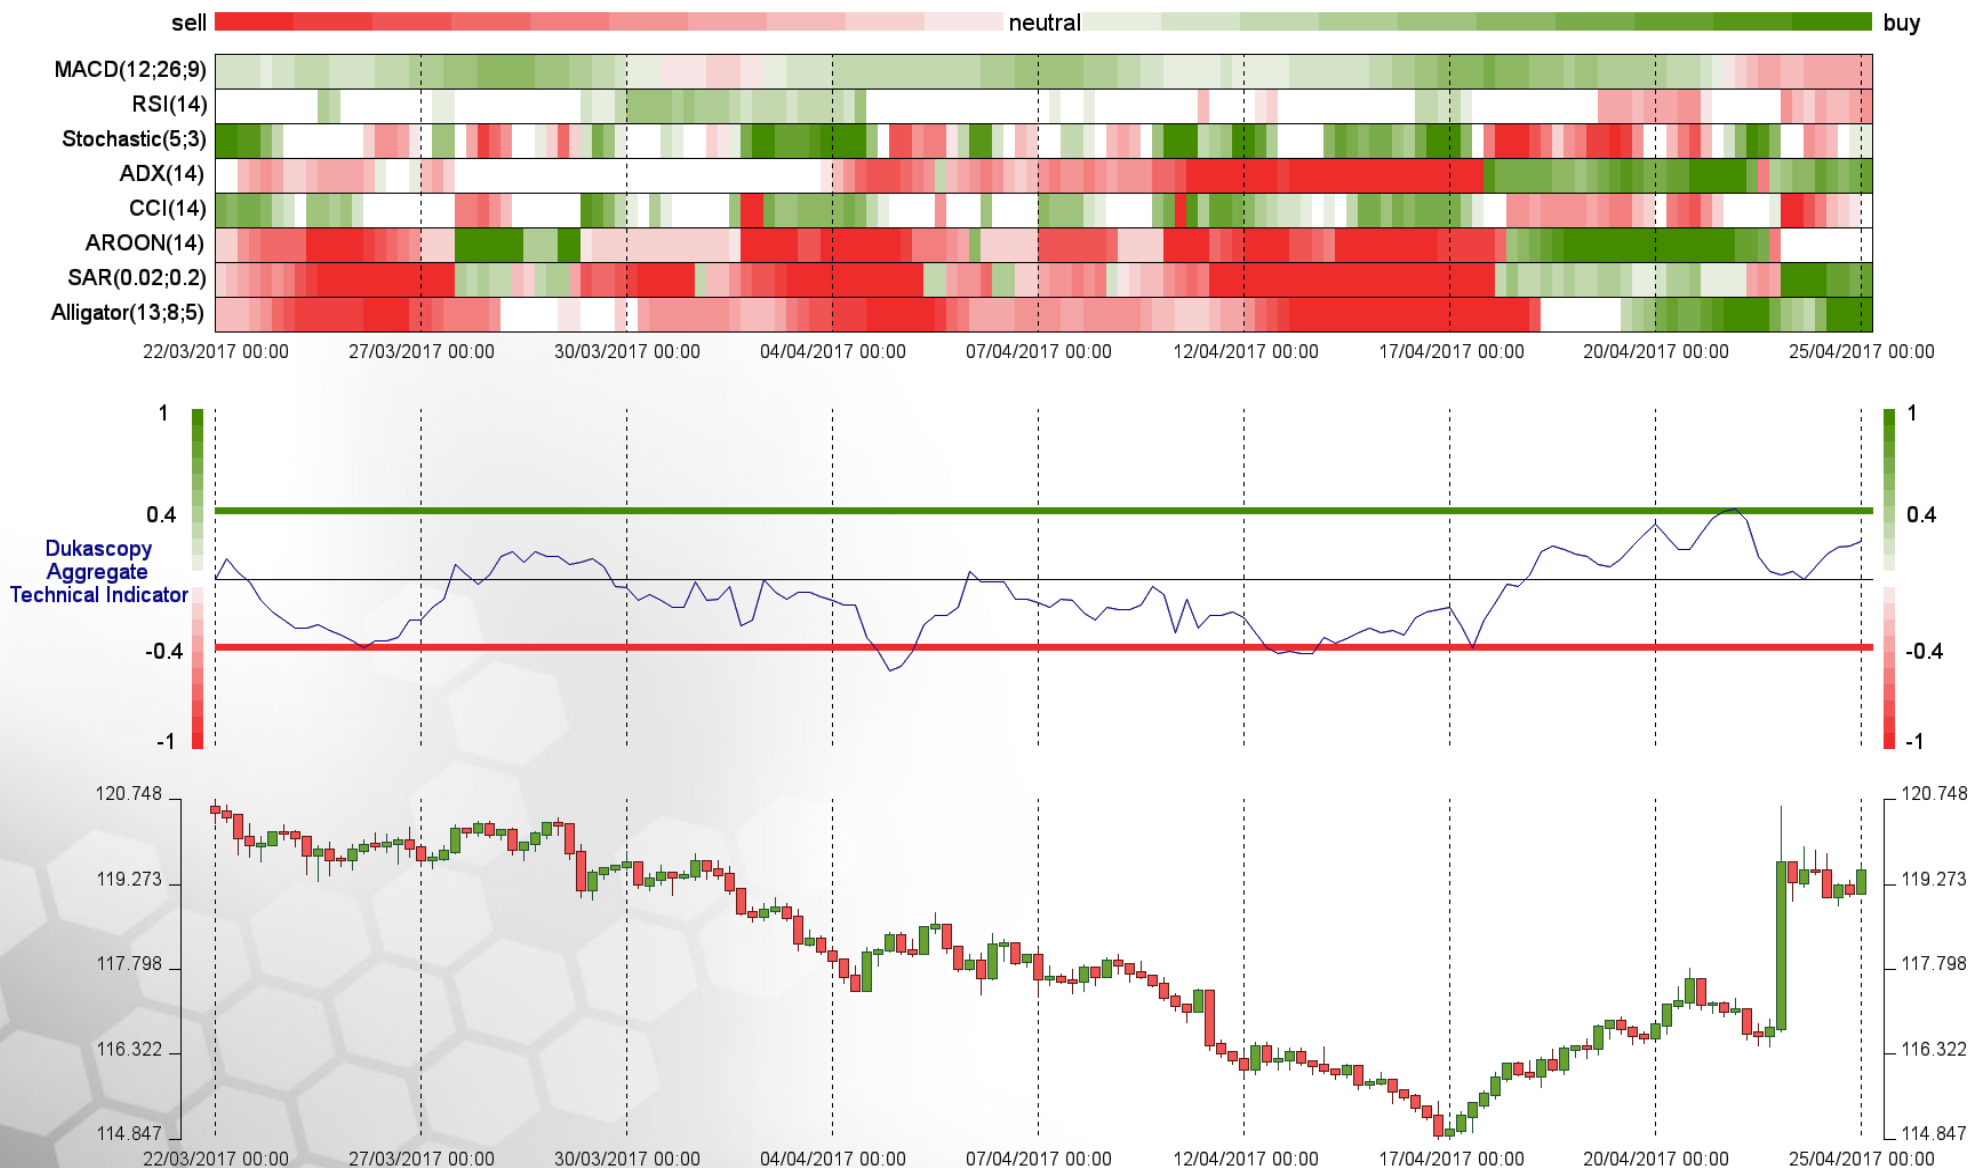 sell neutral buy
MACD(12;26;9)
RSI(14)
Stochastic(5;3)
ADX(14)
CCI(14)
AROON(14)
SAR(0.02;0.2)
Alligator(13;8;5)
22/03/2017 00:00 27/03/2017 00:00 30/03/2017 00:00 04/04/2017 00:00 07/04/2017 00:00 12/04/2017 00:00 17/04/2017 00:00 20/04/2017 00:00 25/04/2017 00:00
1 1
0.4 0.4
Dukascopy
Aggregate
Technical Indicator
-0.4 -0.4
-1 -1
120.748 120.748
119.273 119.273
117.798 117.798
116.322 116.322
114.847 114.847
22/03/2017 00:00 27/03/2017 00:00 30/03/2017 00:00 04/04/2017 00:00 07/04/2017 00:00 12/04/2017 00:00 17/04/2017 00:00 20/04/2017 00:00 25/04/2017 00:00